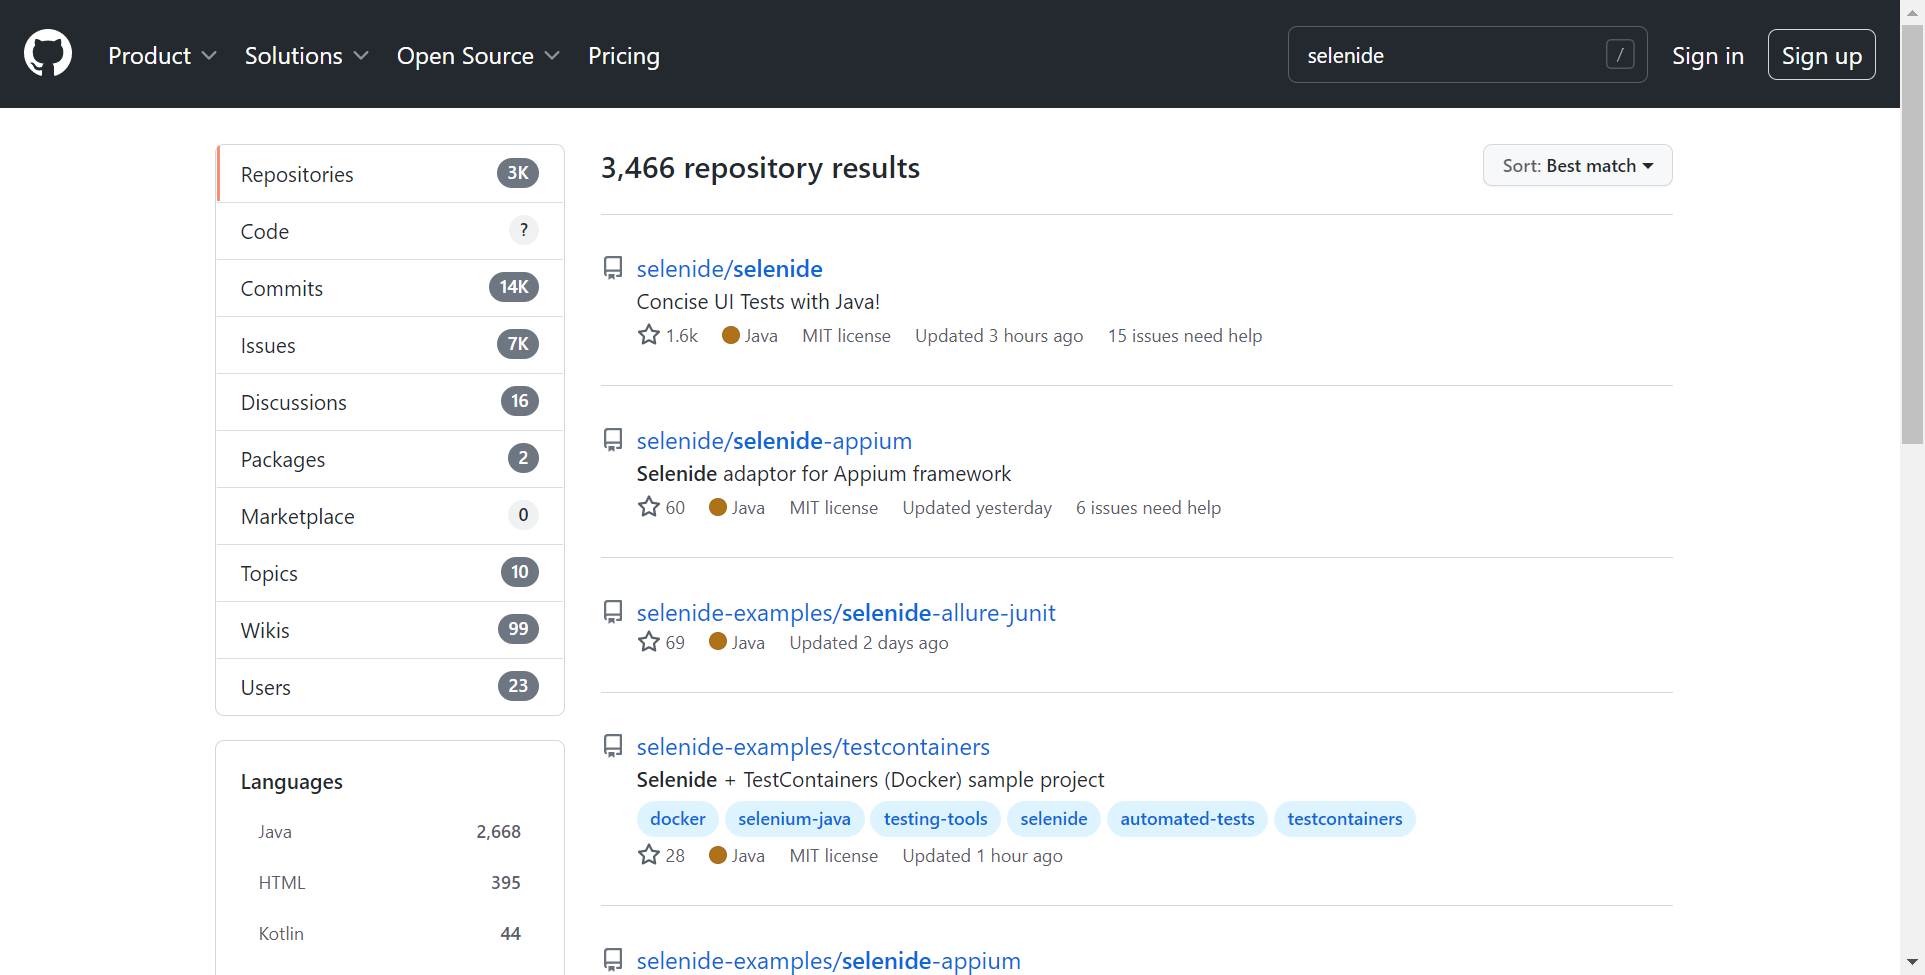 Product Solutions Open Source Pricing selenide / Sign in Sign up
Repositories 3K
Code ?
Commits 14K
Issues 7K
Discussions 16
Packages 2
Marketplace 0
Topics 10
Wikis 99
Users 23
Languages
Java 2,668
HTML 395
Kotlin 44
3,466 repository results
Sort: Best match
selenide/selenide
Concise UI Tests with Java!
1.6k Java MIT license Updated 3 hours ago 15 issues need help
selenide/selenide-appium
Selenide adaptor for Appium framework
60 Java MIT license Updated yesterday 6 issues need help
selenide-examples/selenide-allure-junit
69 Java Updated 2 days ago
selenide-examples/testcontainers
Selenide + TestContainers (Docker) sample project
docker selenium-java testing-tools selenide automated-tests testcontainers
28 Java MIT license Updated 1 hour ago
selenide-examples/selenide-appium